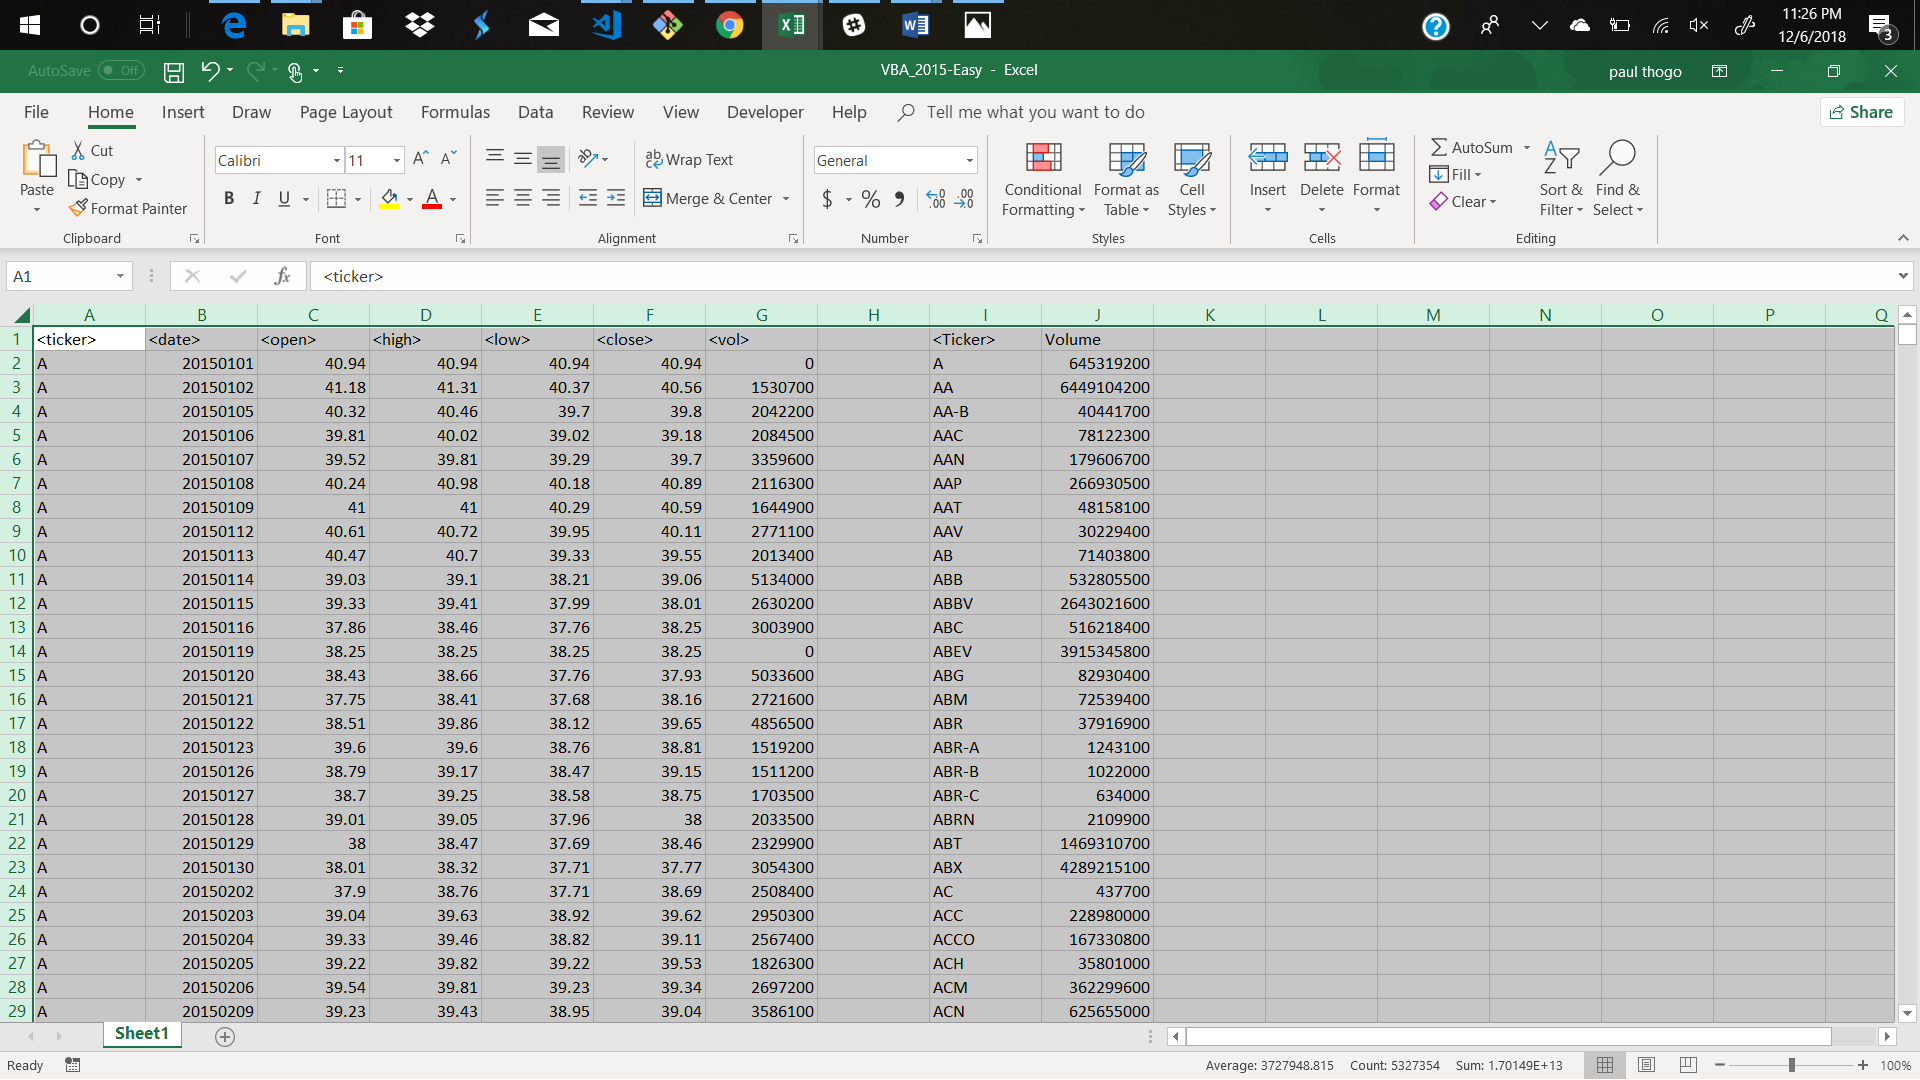 11:26 PM
12/6/2018
3
AutoSave Off
VBA_2015-Easy - Excel
paul thogo
File Home Insert Draw Page Layout Formulas Data Review View Developer Help Tell me what you want to do
Share
Paste
Cut
Copy
Format Painter
Clipboard
Calibri 11
B I U
Font
Wrap Text
Merge & Center
Alignment
General
$ % ,
Number
Conditional Formatting
Format as Table
Cell Styles
Styles
Insert
Delete
Format
Cells
AutoSum
Fill
Clear
Sort & Filter
Find & Select
Editing
A1 fx <ticker>
A B C D E F G H I J K L M N O P Q
1 <ticker> <date> <open> <high> <low> <close> <vol> <Ticker> Volume
2 A 20150101 40.94 40.94 40.94 40.94 0 A 645319200
3 A 20150102 41.18 41.31 40.37 40.56 1530700 AA 6449104200
4 A 20150105 40.32 40.46 39.7 39.8 2042200 AA-B 40441700
5 A 20150106 39.81 40.02 39.02 39.18 2084500 AAC 78122300
6 A 20150107 39.52 39.81 39.29 39.7 3359600 AAN 179606700
7 A 20150108 40.24 40.98 40.18 40.89 2116300 AAP 266930500
8 A 20150109 41 41 40.29 40.59 1644900 AAT 48158100
9 A 20150112 40.61 40.72 39.95 40.11 2771100 AAV 30229400
10 A 20150113 40.47 40.7 39.33 39.55 2013400 AB 71403800
11 A 20150114 39.03 39.1 38.21 39.06 5134000 ABB 532805500
12 A 20150115 39.33 39.41 37.99 38.01 2630200 ABBV 2643021600
13 A 20150116 37.86 38.46 37.76 38.25 3003900 ABC 516218400
14 A 20150119 38.25 38.25 38.25 38.25 0 ABEV 3915345800
15 A 20150120 38.43 38.66 37.76 37.93 5033600 ABG 82930400
16 A 20150121 37.75 38.41 37.68 38.16 2721600 ABM 72539400
17 A 20150122 38.51 39.86 38.12 39.65 4856500 ABR 37916900
18 A 20150123 39.6 39.6 38.76 38.81 1519200 ABR-A 1243100
19 A 20150126 38.79 39.17 38.47 39.15 1511200 ABR-B 1022000
20 A 20150127 38.7 39.25 38.58 38.75 1703500 ABR-C 634000
21 A 20150128 39.01 39.05 37.96 38 2033500 ABRN 2109900
22 A 20150129 38 38.47 37.69 38.46 2329900 ABT 1469310700
23 A 20150130 38.01 38.32 37.71 37.77 3054300 ABX 4289215100
24 A 20150202 37.9 38.76 37.71 38.69 2508400 AC 437700
25 A 20150203 39.04 39.63 38.92 39.62 2950300 ACC 228980000
26 A 20150204 39.33 39.46 38.82 39.11 2567400 ACCO 167330800
27 A 20150205 39.22 39.82 39.22 39.53 1826300 ACH 35801000
28 A 20150206 39.54 39.81 39.23 39.34 2697200 ACM 362299600
29 A 20150209 39.23 39.43 38.95 39.04 3586100 ACN 625655000
Sheet1
Ready
Average: 3727948.815 Count: 5327354 Sum: 1.70149E+13 100%